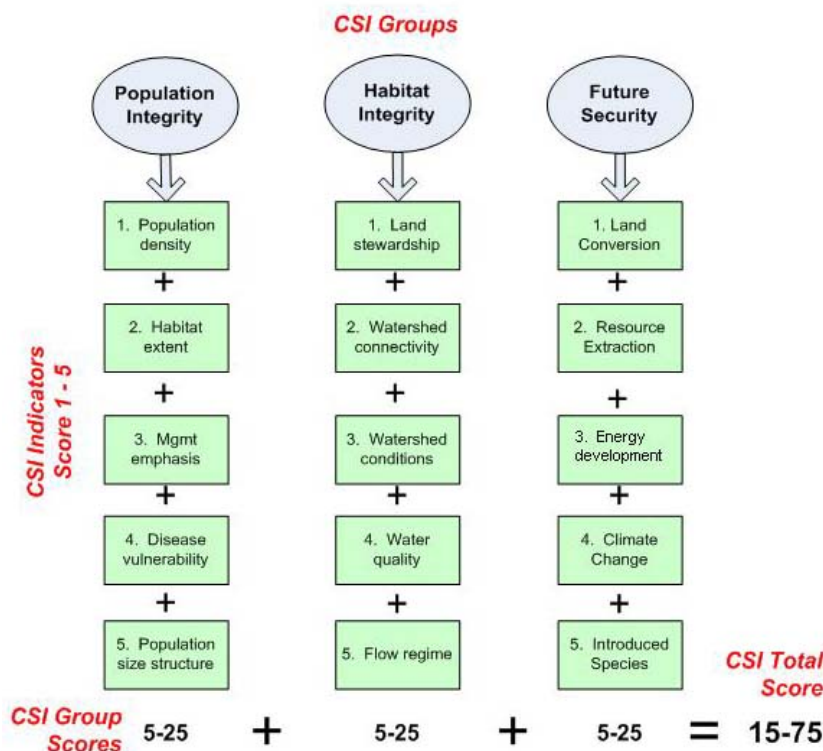 CSI Groups
Population
Integrity
Habitat
Integrity
Future
Security
1. Population
density
1. Land
stewardship
1. Land
Conversion
+
+
+
2. Habitat
extent
2. Watershed
connectivity
2. Resource
Extraction
+
+
+
CSI Indicators
Score 1 - 5
3. Mgmt
emphasis
3. Watershed
conditions
3. Energy
development
+
+
+
4. Disease
vulnerability
4. Water
quality
4. Climate
Change
+
+
+
5. Population
size structure
5. Flow regime
5. Introduced
Species
CSI Total
Score
CSI Group
Scores
5-25 + 5-25 + 5-25 = 15-75